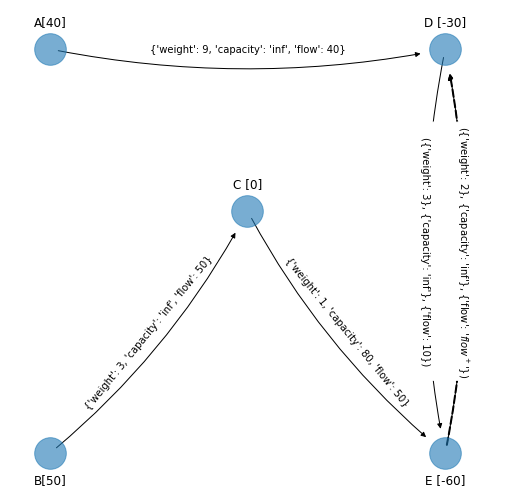 A[40]
D [-30]
{'weight': 9, 'capacity': 'inf', 'flow': 40}
({'weight': 3}, {'capacity': 'inf'}, {'flow': 10})
({'weight': 2}, {'capacity': 'inf'}, {'flow': 'flow⁺'})
C [0]
{'weight': 3, 'capacity': 'inf', 'flow': 50}
{'weight': 1, 'capacity': 80, 'flow': 50}
B[50]
E [-60]